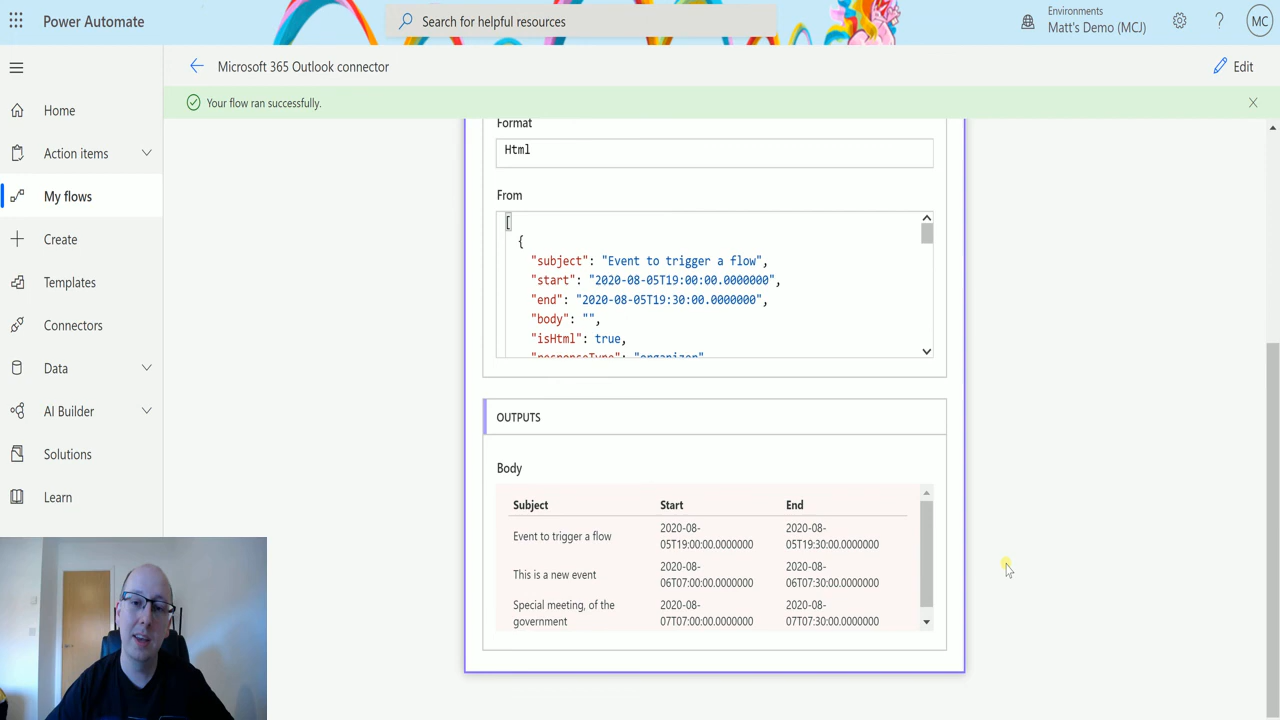 Power Automate
Search for helpful resources
Environments
Matt's Demo (MCJ)
?
MC
Microsoft 365 Outlook connector
Edit
Your flow ran successfully.
Home
Action items
My flows
Create
Templates
Connectors
Data
AI Builder
Solutions
Learn
Format
Html
From
[
{
"subject": "Event to trigger a flow",
"start": "2020-08-05T19:00:00.0000000",
"end": "2020-08-05T19:30:00.0000000",
"body": "",
"isHtml": true,
"responseType": "organizer"
OUTPUTS
Body
Subject Start End
Event to trigger a flow 2020-08-05T19:00:00.0000000 2020-08-05T19:30:00.0000000
This is a new event 2020-08-06T07:00:00.0000000 2020-08-06T07:30:00.0000000
Special meeting, of the government 2020-08-07T07:00:00.0000000 2020-08-07T07:30:00.0000000